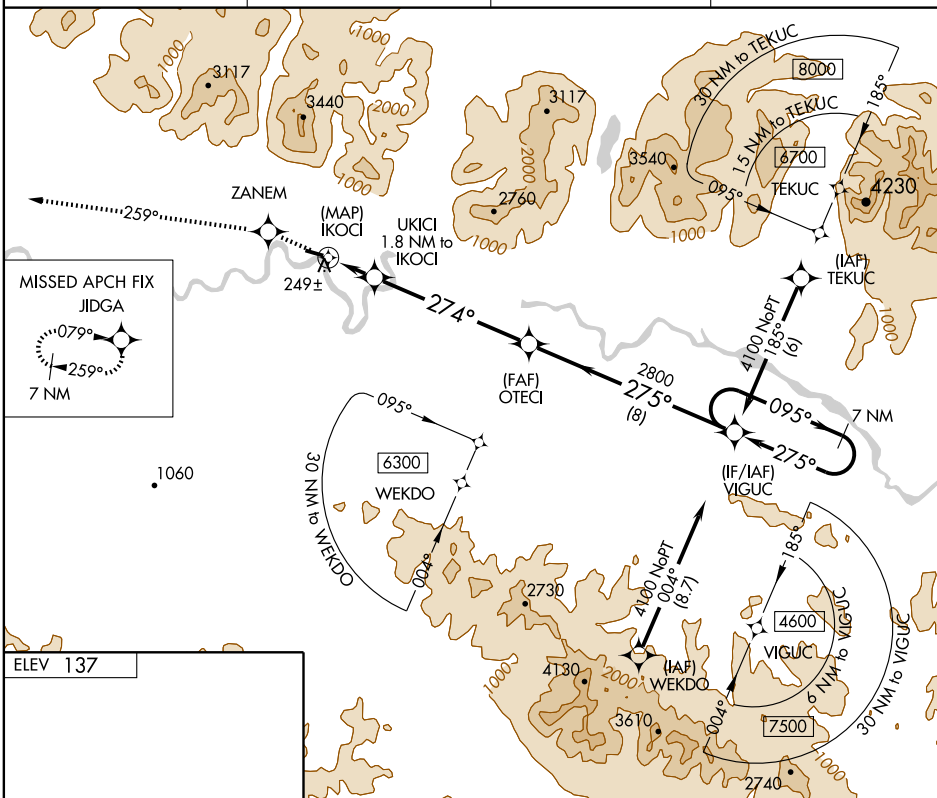 1000
3117
3440
1000
2000
1000
3117
2000
2760
1000
3540
1000
30 NM to TEKUC
8000
185°
15 NM to TEKUC
6700
095°
TEKUC
4230
(IAF)
TEKUC
1000
259°
ZANEM
(MAP)
IKOCI
249±
UKICI
1.8 NM to
IKOCI
274°
(FAF)
OTECI
2800
275°
(8)
4100 NoPT
185°
(6)
095°
7 NM
275°
(IF/IAF)
VIGUC
MISSED APCH FIX
JIDGA
079°
259°
7 NM
1060
095°
6300
WEKDO
30 NM to WEKDO
004°
2730
4100 NoPT
004°
(8.7)
(IAF)
WEKDO
2000
4130
1000
3610
185°
4600
VIGUC
6 NM to VIGUC
30 NM to VIGUC
004°
7500
2740
1000
ELEV 137